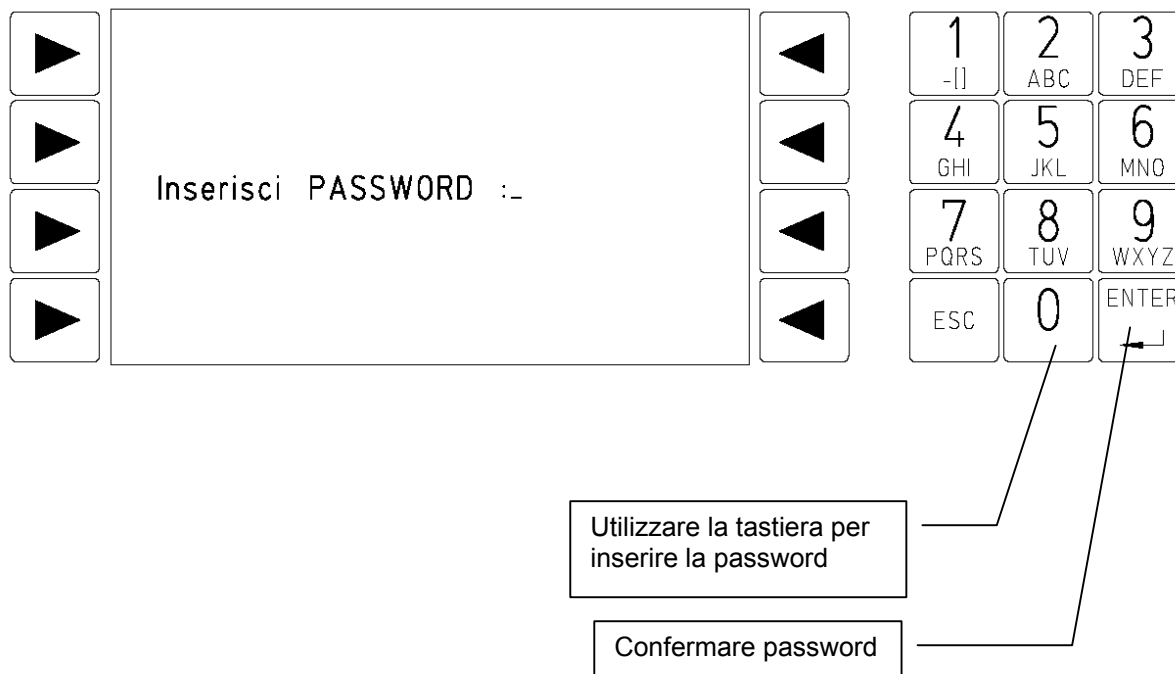 1 2 3
-[] ABC DEF
4 5 6
GHI JKL MNO
Inserisci PASSWORD :_
7 8 9
PQRS TUV WXYZ
ESC 0 ENTER
Utilizzare la tastiera per
inserire la password
Confermare password